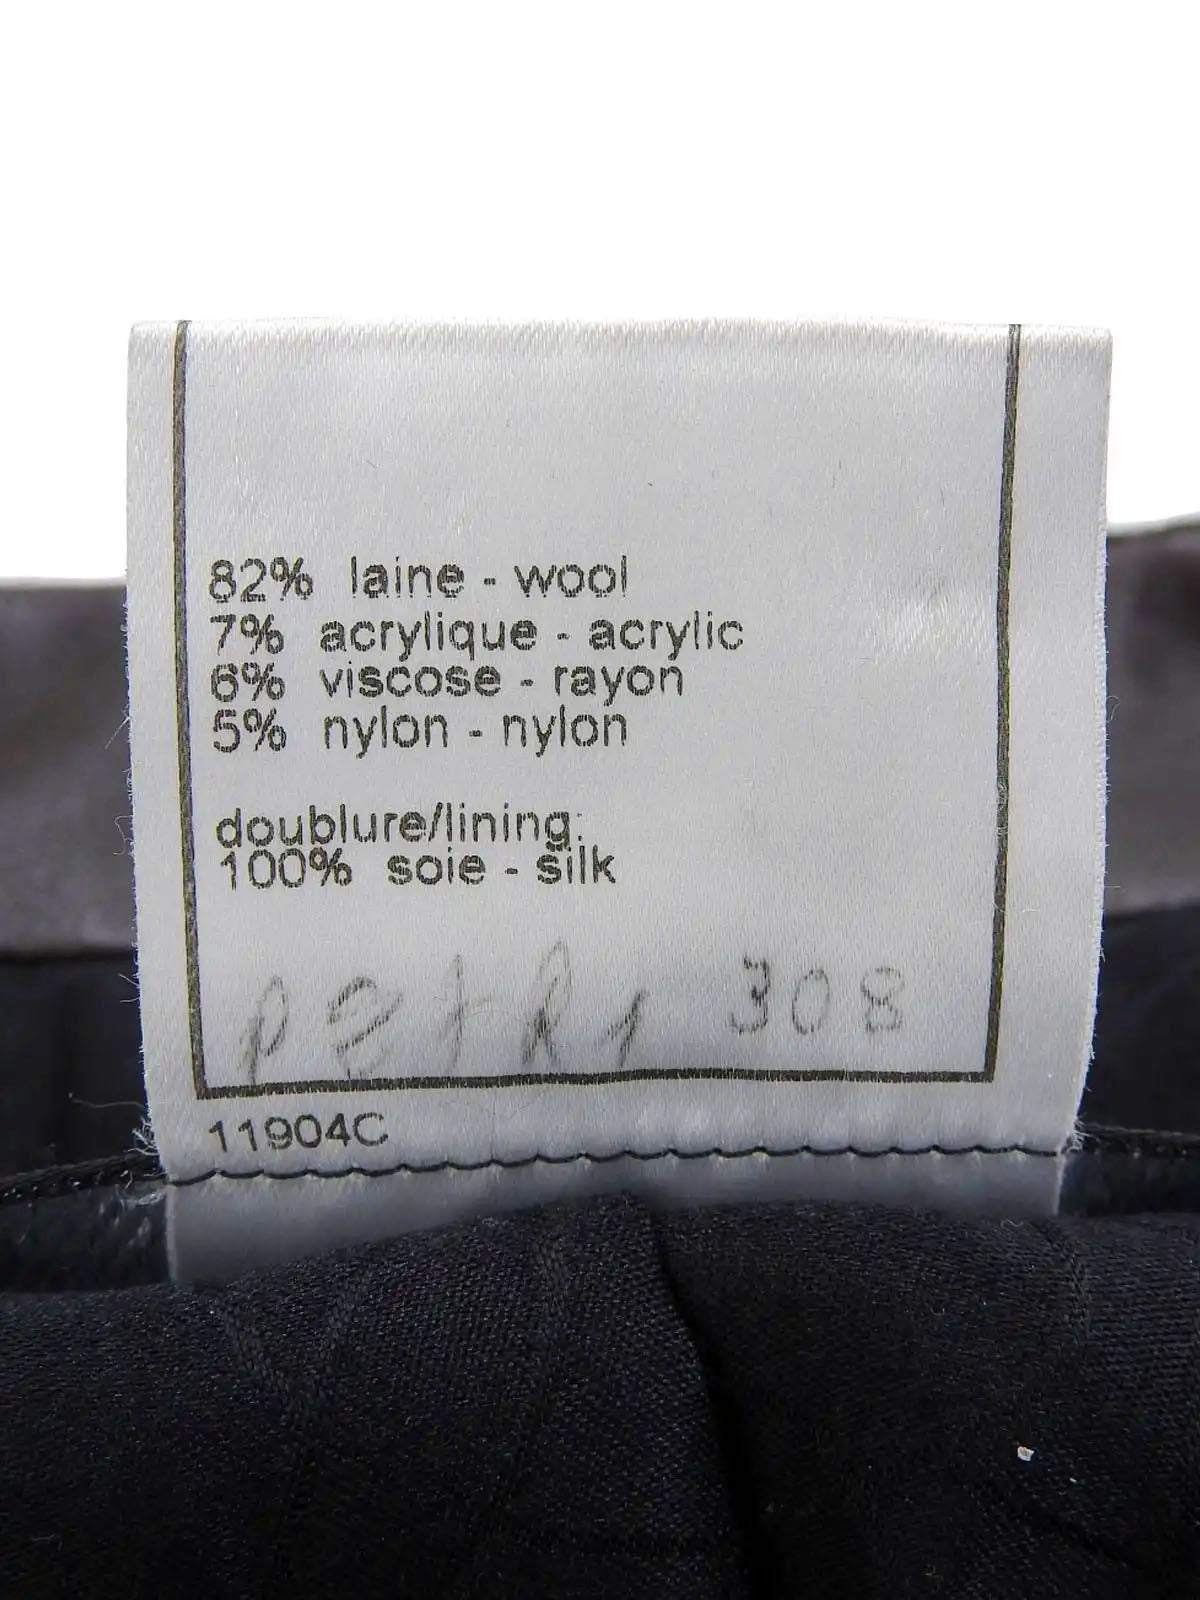 82% laine - wool
7% acrylique - acrylic
6% viscose - rayon
5% nylon - nylon
doublure/lining:
100% soie - silk
308
11904C